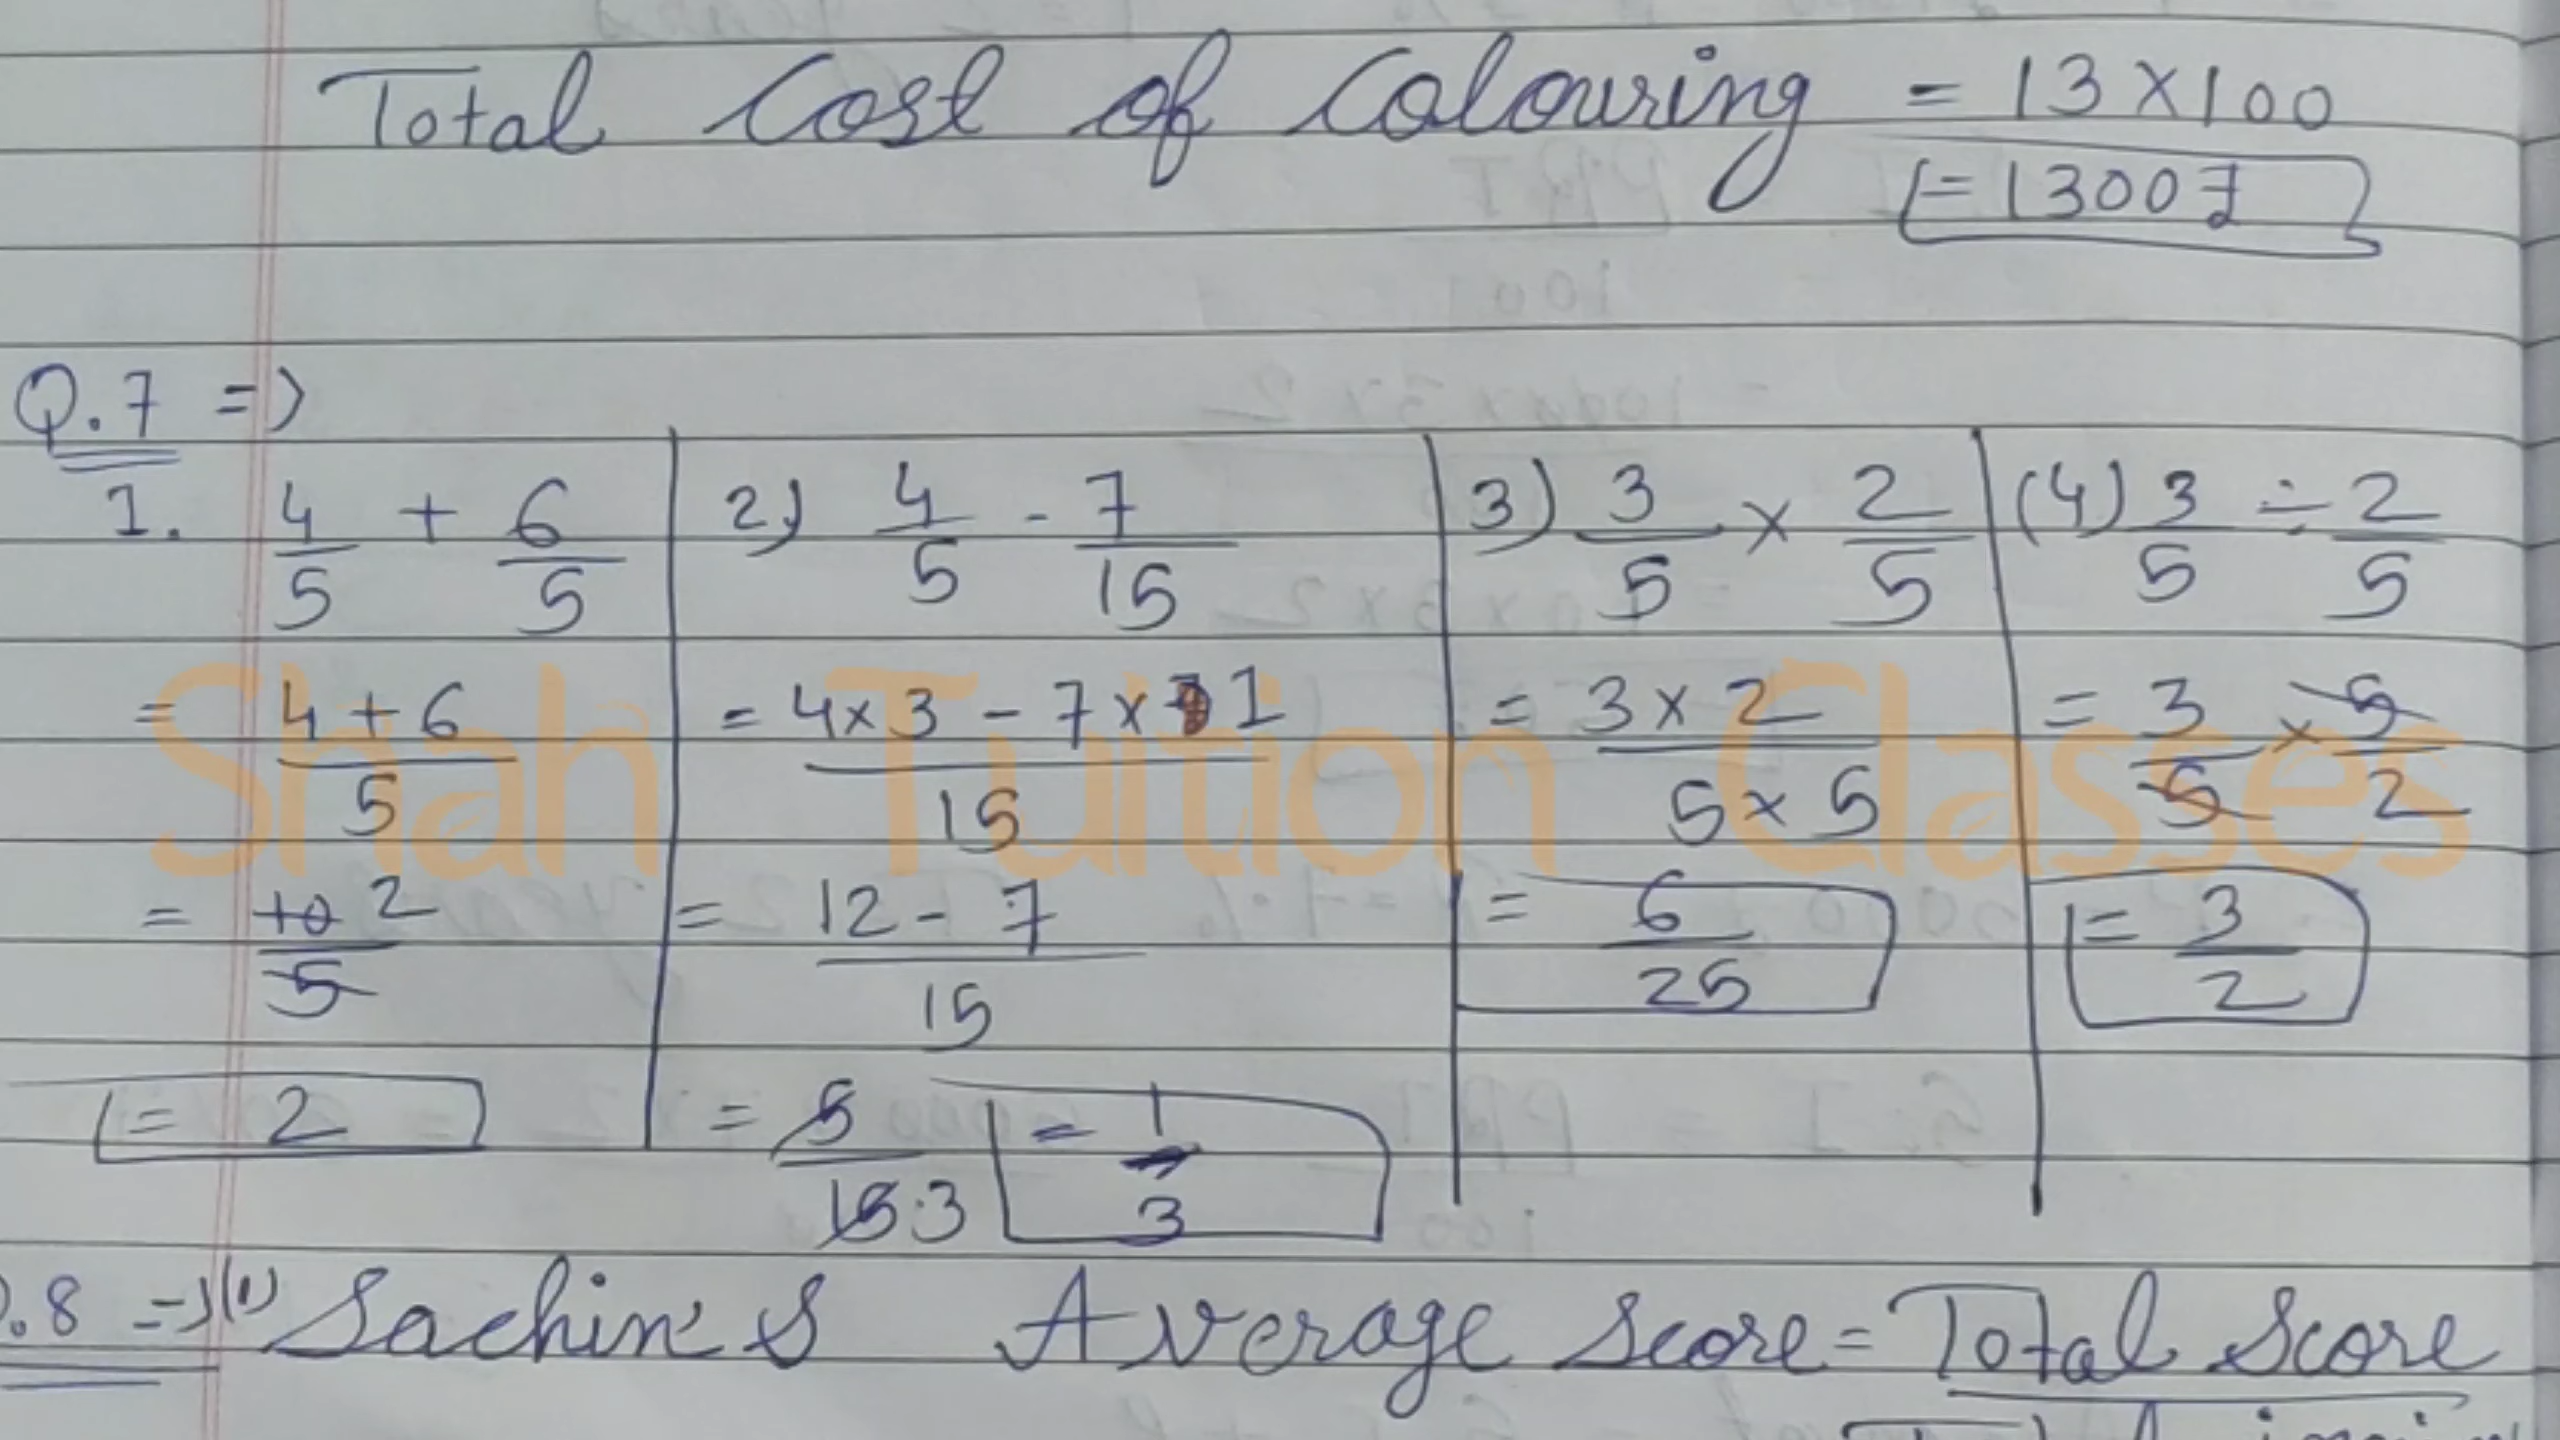 Total Cost of Colouring = 13 × 100
= 1300₹
Q.7 =>
1. 4/5 + 6/5
= 4 + 6 / 5
= 10 2 / 5
= 2
2) 4/5 - 7/15
= 4 × 3 - 7 × 1 / 15
= 12 - 7 / 15
= 5 / 15 3 = 1/3
3) 3/5 × 2/5
= 3 × 2 / 5 × 5
= 6/25
(4) 3/5 ÷ 2/5
= 3/5 × 5/2
= 3/2
Shah Tuition Classes
.8 => (1) Sachin's Average Score = Total Score